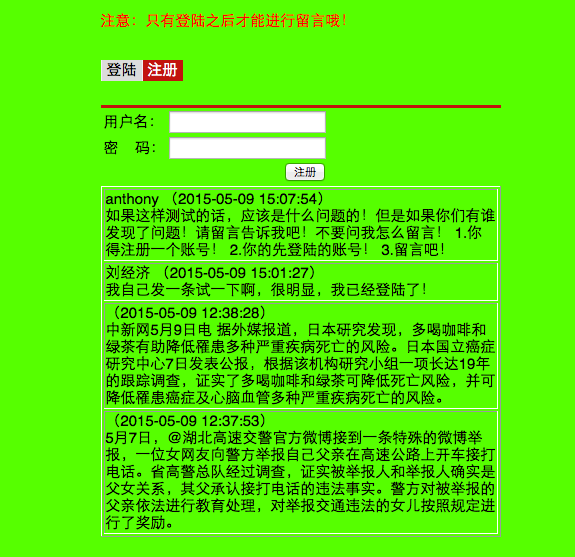 注意：只有登陆之后才能进行留言哦！
登陆 注册
用户名：
密 码：
注册
anthony （2015-05-09 15:07:54）
如果这样测试的话，应该是什么问题的！但是如果你们有谁
发现了问题！请留言告诉我吧！不要问我怎么留言！ 1.你
得注册一个账号！ 2.你的先登陆的账号！ 3.留言吧！
刘经济 （2015-05-09 15:01:27）
我自己发一条试一下啊，很明显，我已经登陆了！
（2015-05-09 12:38:28）
中新网5月9日电 据外媒报道，日本研究发现，多喝咖啡和
绿茶有助降低罹患多种严重疾病死亡的风险。日本国立癌症
研究中心7日发表公报，根据该机构研究小组一项长达19年
的跟踪调查，证实了多喝咖啡和绿茶可降低死亡风险，并可
降低罹患癌症及心脑血管多种严重疾病死亡的风险。
（2015-05-09 12:37:53）
5月7日，@湖北高速交警官方微博接到一条特殊的微博举
报，一位女网友向警方举报自己父亲在高速公路上开车接打
电话。省高警总队经过调查，证实被举报人和举报人确实是
父女关系，其父承认接打电话的违法事实。警方对被举报的
父亲依法进行教育处理，对举报交通违法的女儿按照规定进
行了奖励。